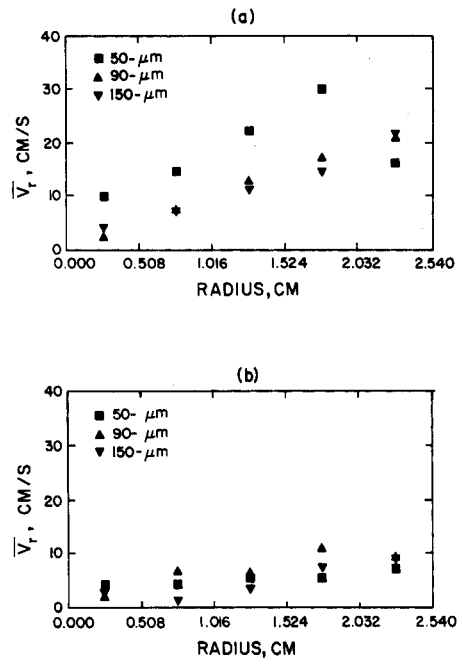 (a)
40
30
20
10
0
V̅r, CM/S
■ 50-μm
▲ 90-μm
▼ 150-μm
0.000 0.508 1.016 1.524 2.032 2.540
RADIUS, CM
(b)
40
30
20
10
0
V̅r, CM/S
■ 50- μm
▲ 90- μm
▼ 150-μm
0.000 0.508 1.016 1.524 2.032 2.540
RADIUS, CM